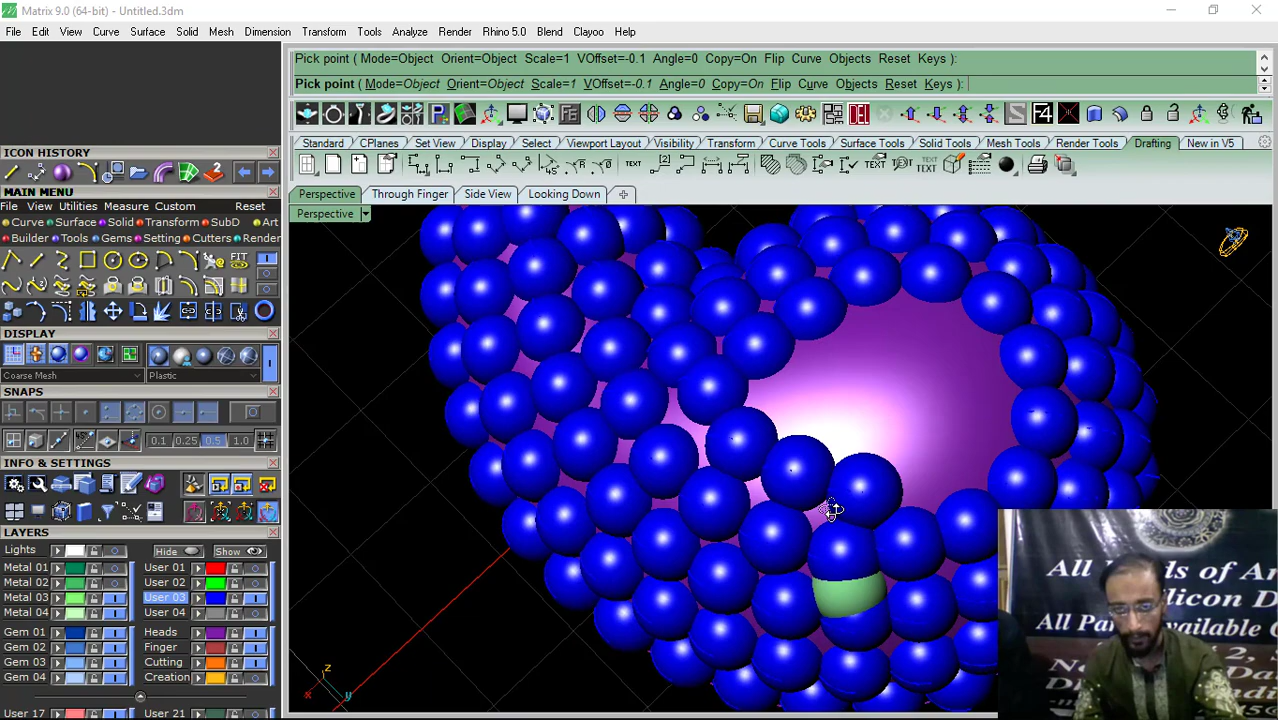 Matrix 9.0 (64-bit) - Untitled.3dm
File Edit View Curve Surface Solid Mesh Dimension Transform Tools Analyze Render Rhino 5.0 Blend Clayoo Help
Pick point ( Mode=Object Orient=Object Scale=1 VOffset=-0.1 Angle=0 Copy=On Flip Curve Objects Reset Keys ):
Pick point ( Mode=Object Orient=Object Scale=1 VOffset=-0.1 Angle=0 Copy=On Flip Curve Objects Reset Keys ):
Standard CPlanes Set View Display Select Viewport Layout Visibility Transform Curve Tools Surface Tools Solid Tools Mesh Tools Render Tools Drafting New in V5
Perspective Through Finger Side View Looking Down
Perspective
ICON HISTORY
MAIN MENU
File View Utilities Measure Custom Reset
Curve Surface Solid Transform SubD Art
Builder Tools Gems Setting Cutters Render
FIT
DISPLAY
Coarse Mesh Plastic
SNAPS
0.1 0.25 0.5 1.0
INFO & SETTINGS
LAYERS
Lights Hide Show
Metal 01 User 01
Metal 02 User 02
Metal 03 User 03
Metal 04 User 04
Gem 01 Heads
Gem 02 Finger
Gem 03 Cutting
Gem 04 Creation
User 17 User 21
z
x y
All
All Pa
Available